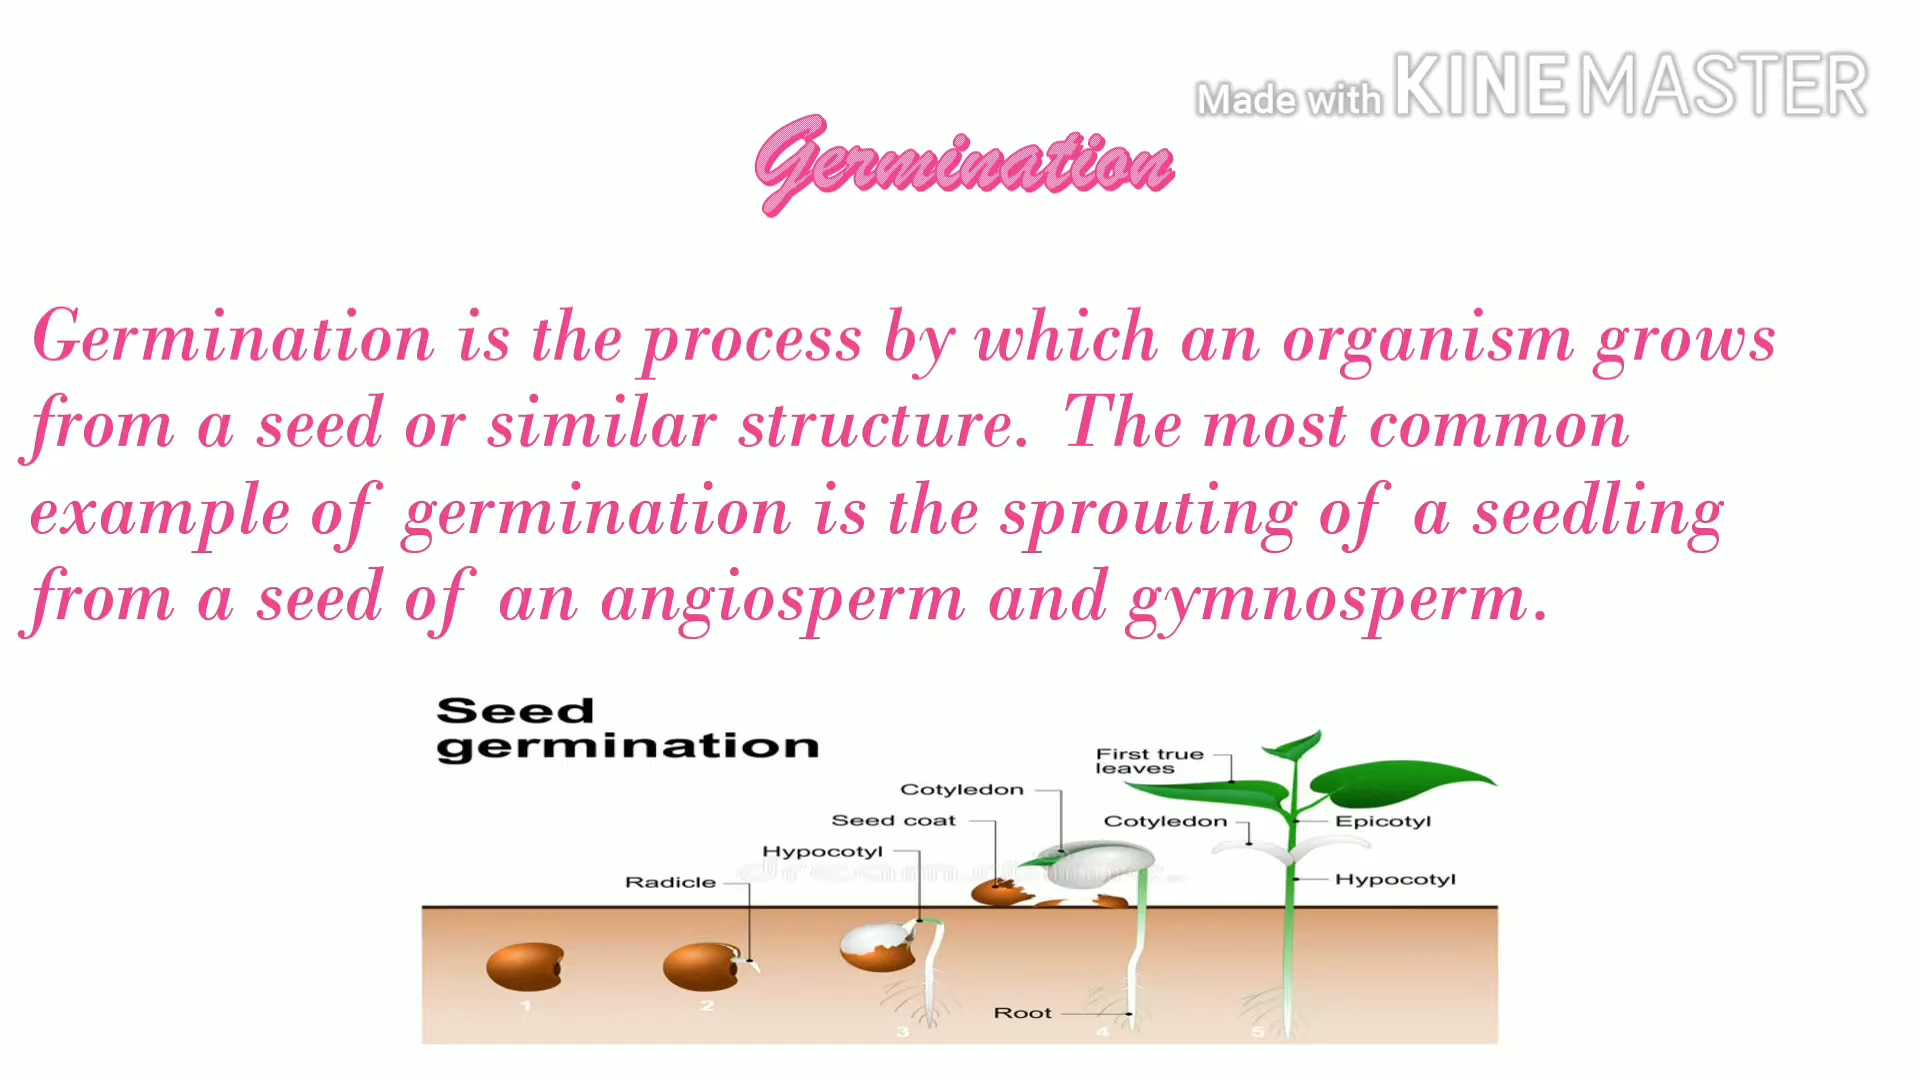 Made with KINEMASTER
Germination
Germination is the process by which an organism grows
from a seed or similar structure. The most common
example of germination is the sprouting of a seedling
from a seed of an angiosperm and gymnosperm.
Seed
germination
First true
leaves
Cotyledon
Seed coat
Cotyledon
Epicotyl
Hypocotyl
Radicle
Hypocotyl
Root
1
2
3
4
5